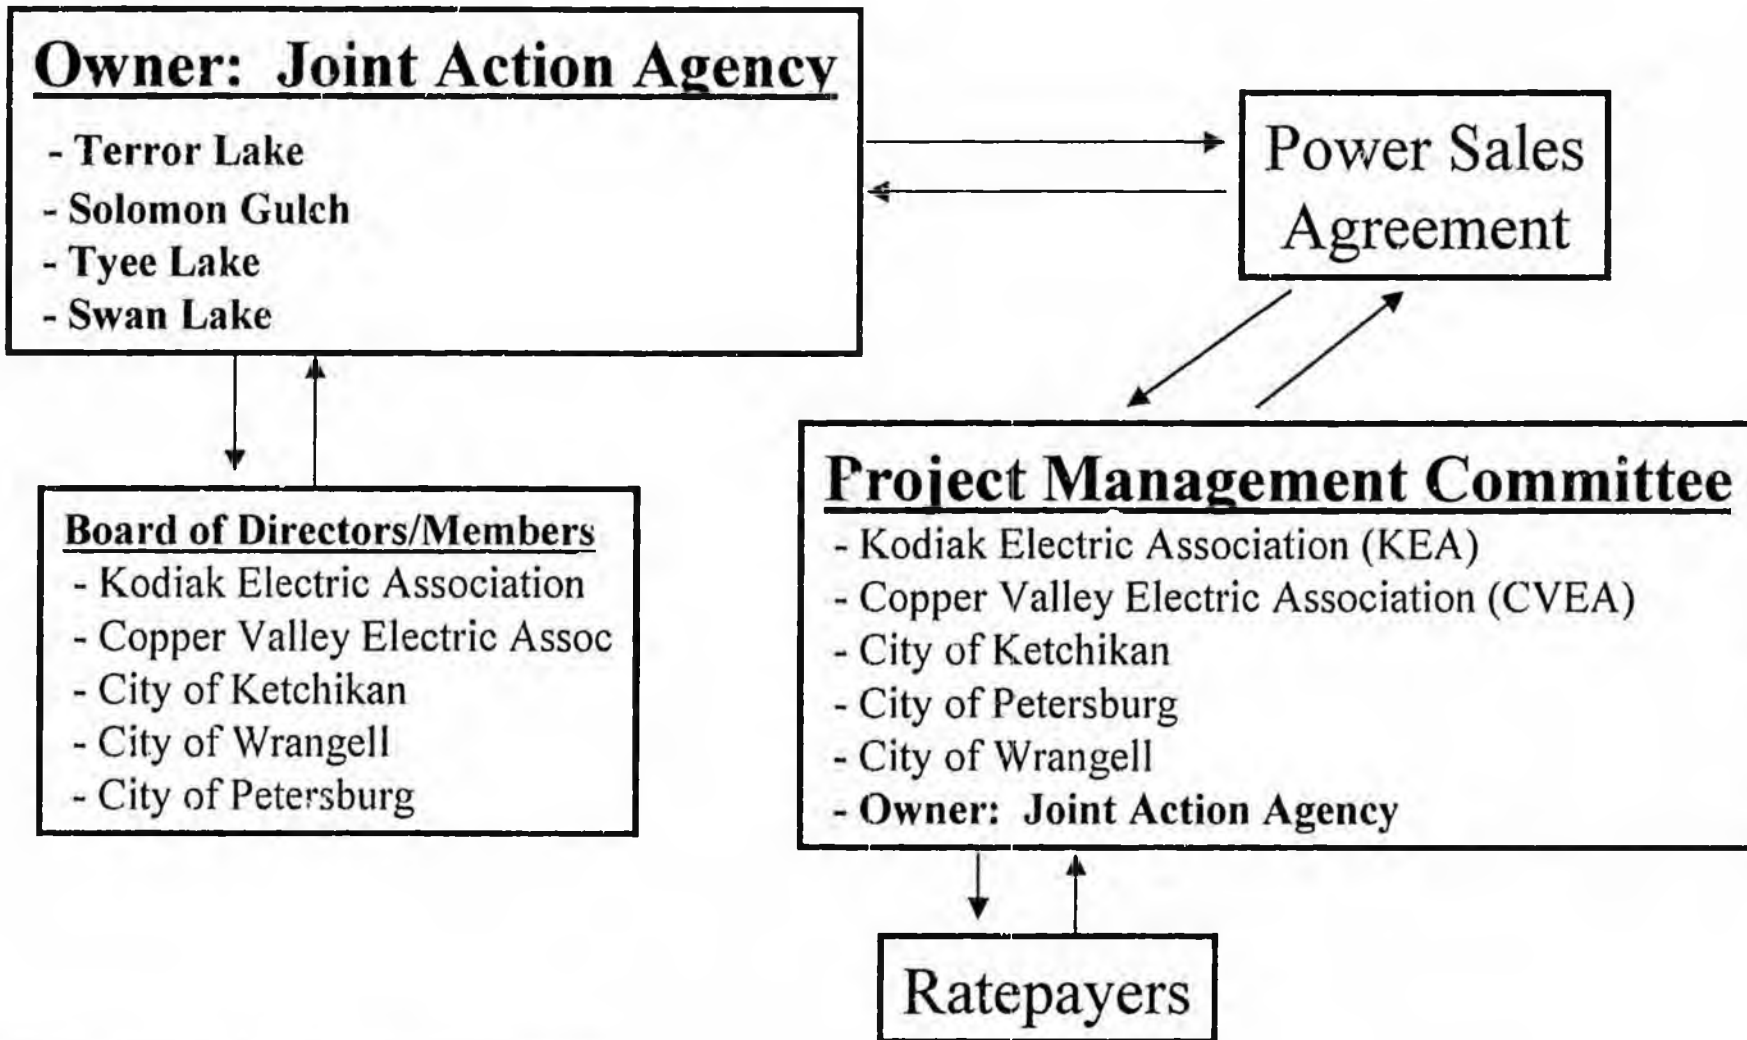 Owner: Joint Action Agency
- Terror Lake
- Solomon Gulch
- Tyee Lake
- Swan Lake
Power Sales
Agreement
Board of Directors/Members
- Kodiak Electric Association
- Copper Valley Electric Assoc
- City of Ketchikan
- City of Wrangell
- City of Petersburg
Project Management Committee
- Kodiak Electric Association (KEA)
- Copper Valley Electric Association (CVEA)
- City of Ketchikan
- City of Petersburg
- City of Wrangell
- Owner: Joint Action Agency
Ratepayers